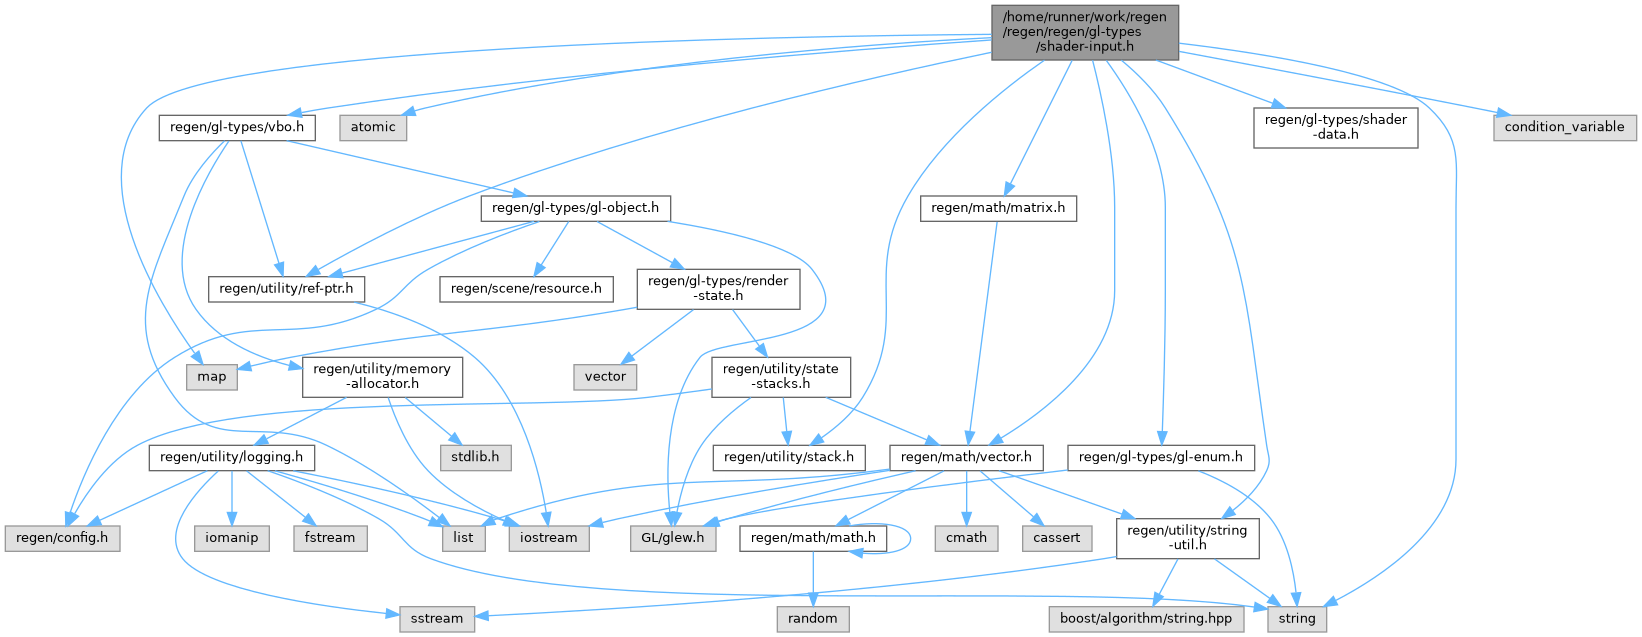 /home/runner/work/regen
/regen/regen/gl-types
/shader-input.h
regen/gl-types/vbo.h
atomic
regen/gl-types/shader
-data.h
condition_variable
regen/gl-types/gl-object.h
regen/math/matrix.h
regen/utility/ref-ptr.h
regen/scene/resource.h
regen/gl-types/render
-state.h
map
regen/utility/memory
-allocator.h
vector
regen/utility/state
-stacks.h
regen/utility/logging.h
stdlib.h
regen/utility/stack.h
regen/math/vector.h
regen/gl-types/gl-enum.h
regen/config.h
iomanip
fstream
list
iostream
GL/glew.h
regen/math/math.h
cmath
cassert
regen/utility/string
-util.h
sstream
random
boost/algorithm/string.hpp
string